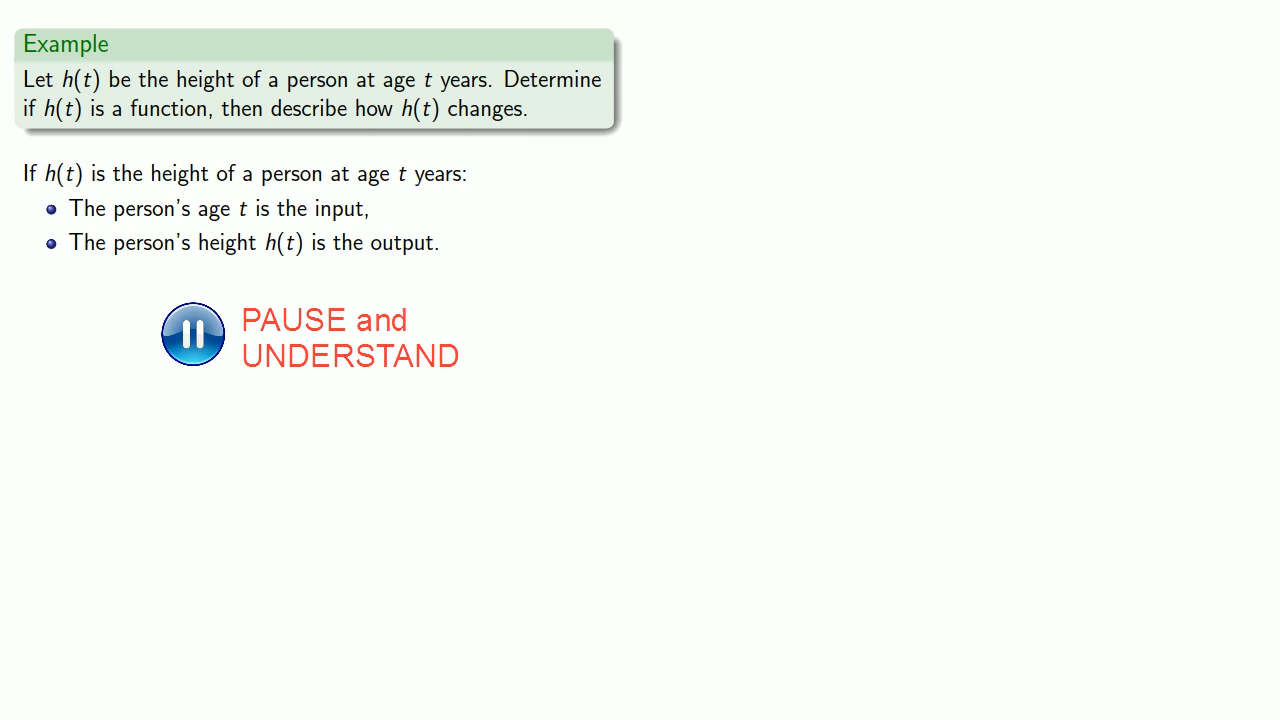 Example
Let h(t) be the height of a person at age t years. Determine
if h(t) is a function, then describe how h(t) changes.
If h(t) is the height of a person at age t years:
The person's age t is the input,
The person's height h(t) is the output.
PAUSE and
UNDERSTAND